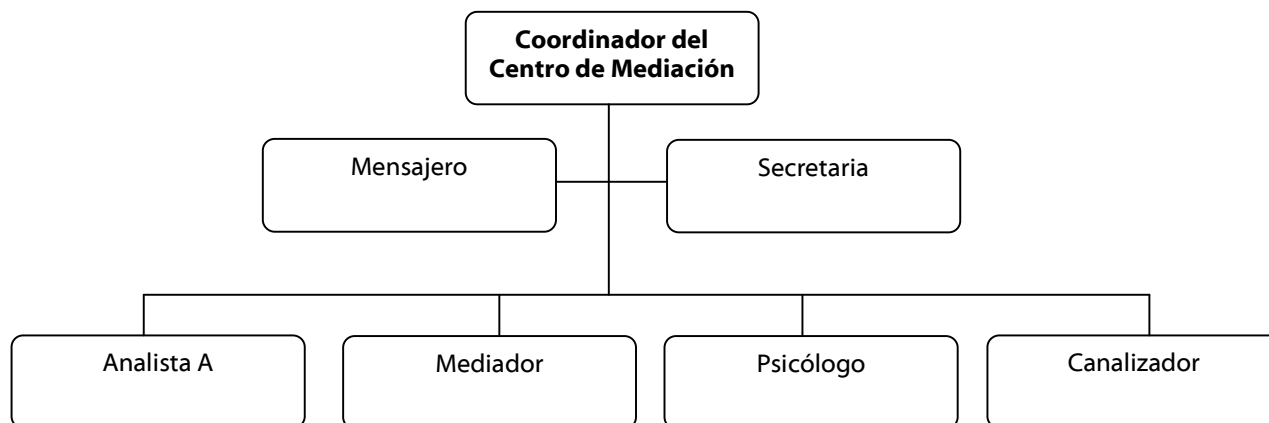 Coordinador del
Centro de Mediación
Mensajero
Secretaria
Analista A
Mediador
Psicólogo
Canalizador